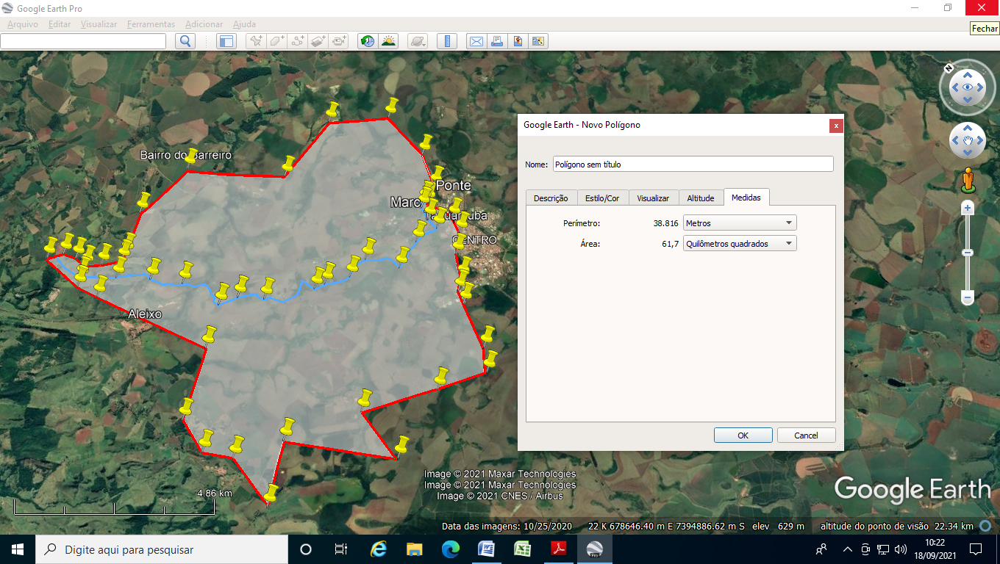 Google Earth Pro
Arquivo Editar Visualizar Ferramentas Adicionar Ajuda
Fechar
Google Earth - Novo Polígono
x
Nome: Polígono sem título
Descrição Estilo/Cor Visualizar Altitude Medidas
Perímetro: 38.816 Metros
Área: 61,7 Quilômetros quadrados
OK Cancel
N
Bairro do Barreiro
Ponte
CENTRO
Aleixo
4.86 km
Image © 2021 Maxar Technologies
Image © 2021 Maxar Technologies
Image © 2021 CNES / Airbus
Google Earth
Data das imagens: 10/25/2020 22 K 678646.40 m E 7394886.62 m S elev 629 m altitude do ponto de visão 22.34 km
Digite aqui para pesquisar
Pro
10:22
18/09/2021